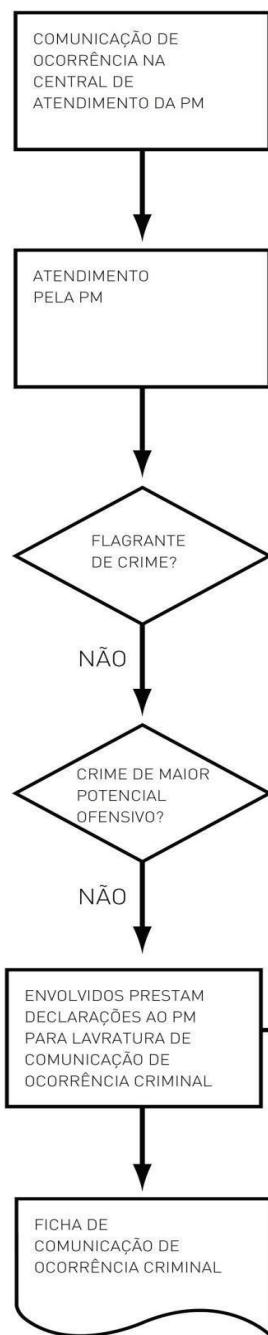 COMUNICAÇÃO DE
OCORRÊNCIA NA
CENTRAL DE
ATENDIMENTO DA PM
ATENDIMENTO
PELA PM
FLAGRANTE
DE CRIME?
NÃO
CRIME DE MAIOR
POTENCIAL
OFENSIVO?
NÃO
ENVOLVIDOS PRESTAM
DECLARAÇÕES AO PM
PARA LAVRATURA DE
COMUNICAÇÃO DE
OCORRÊNCIA CRIMINAL
FICHA DE
COMUNICAÇÃO DE
OCORRÊNCIA CRIMINAL